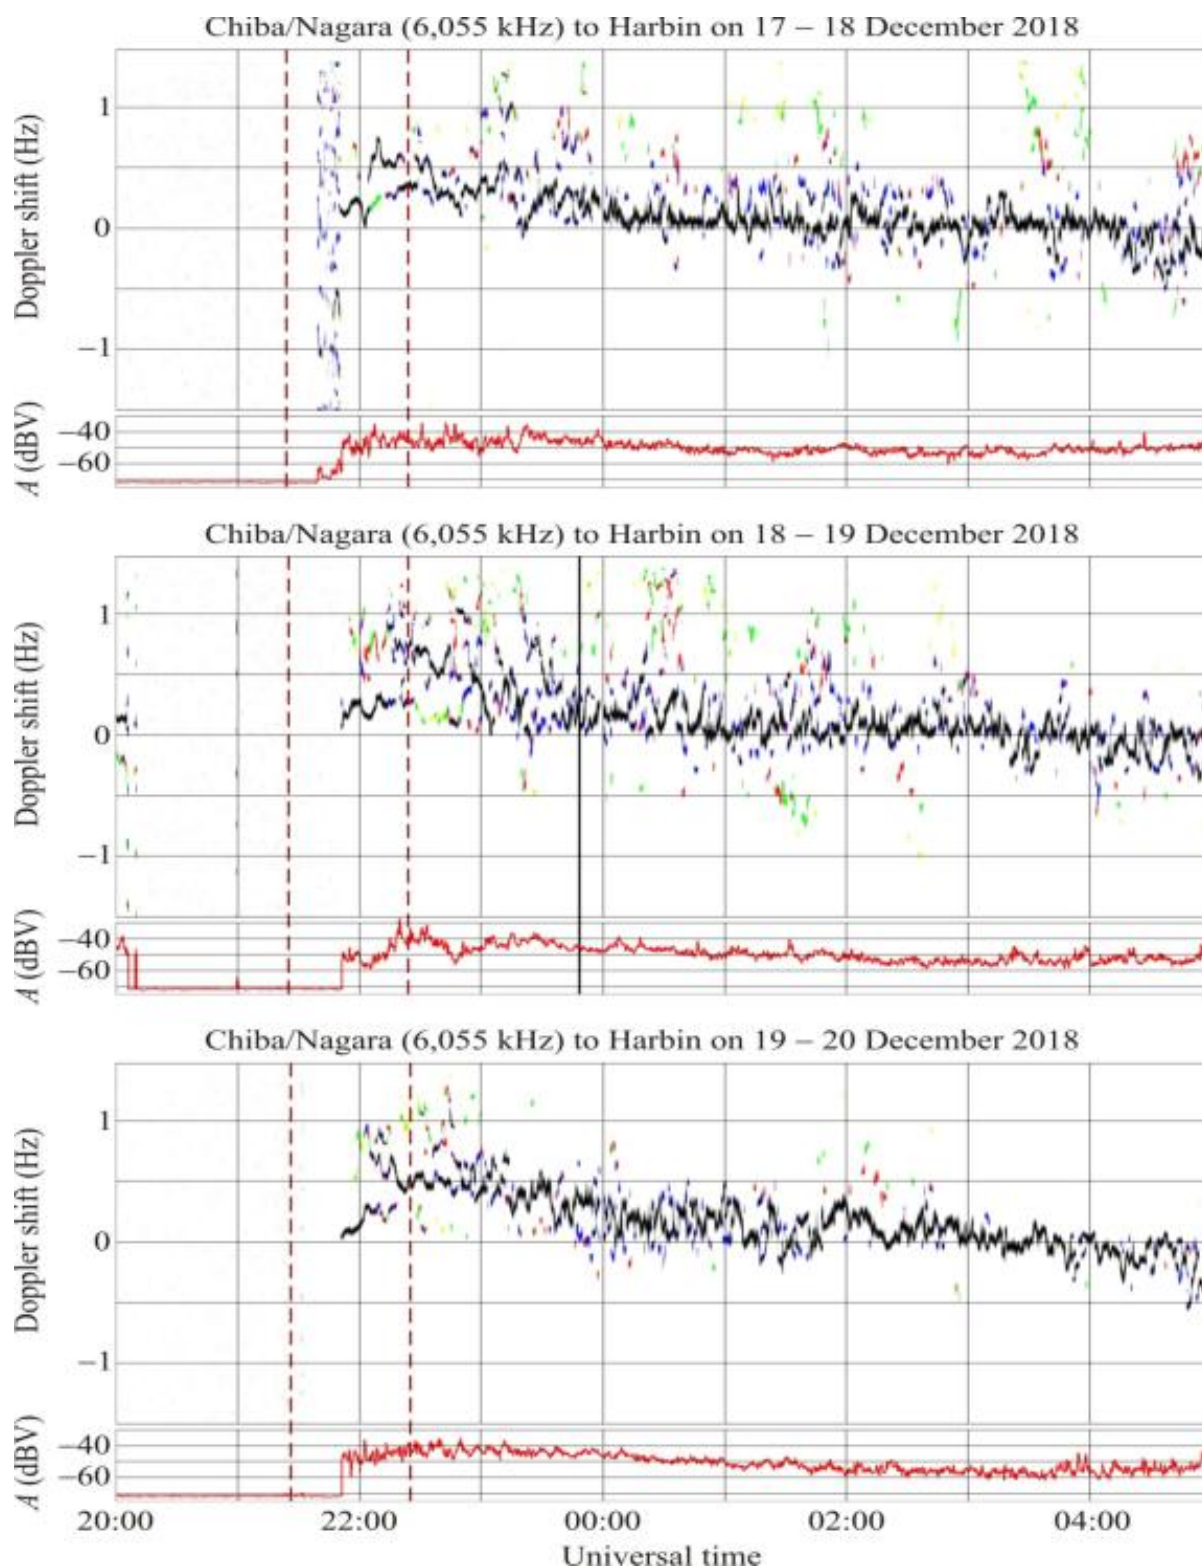 Chiba/Nagara (6,055 kHz) to Harbin on 17 – 18 December 2018
Doppler shift (Hz)
1
0
−1
A (dBV)
−40
−60
Chiba/Nagara (6,055 kHz) to Harbin on 18 – 19 December 2018
Doppler shift (Hz)
1
0
−1
A (dBV)
−40
−60
Chiba/Nagara (6,055 kHz) to Harbin on 19 – 20 December 2018
Doppler shift (Hz)
1
0
−1
A (dBV)
−40
−60
20:00 22:00 00:00 02:00 04:00
Universal time